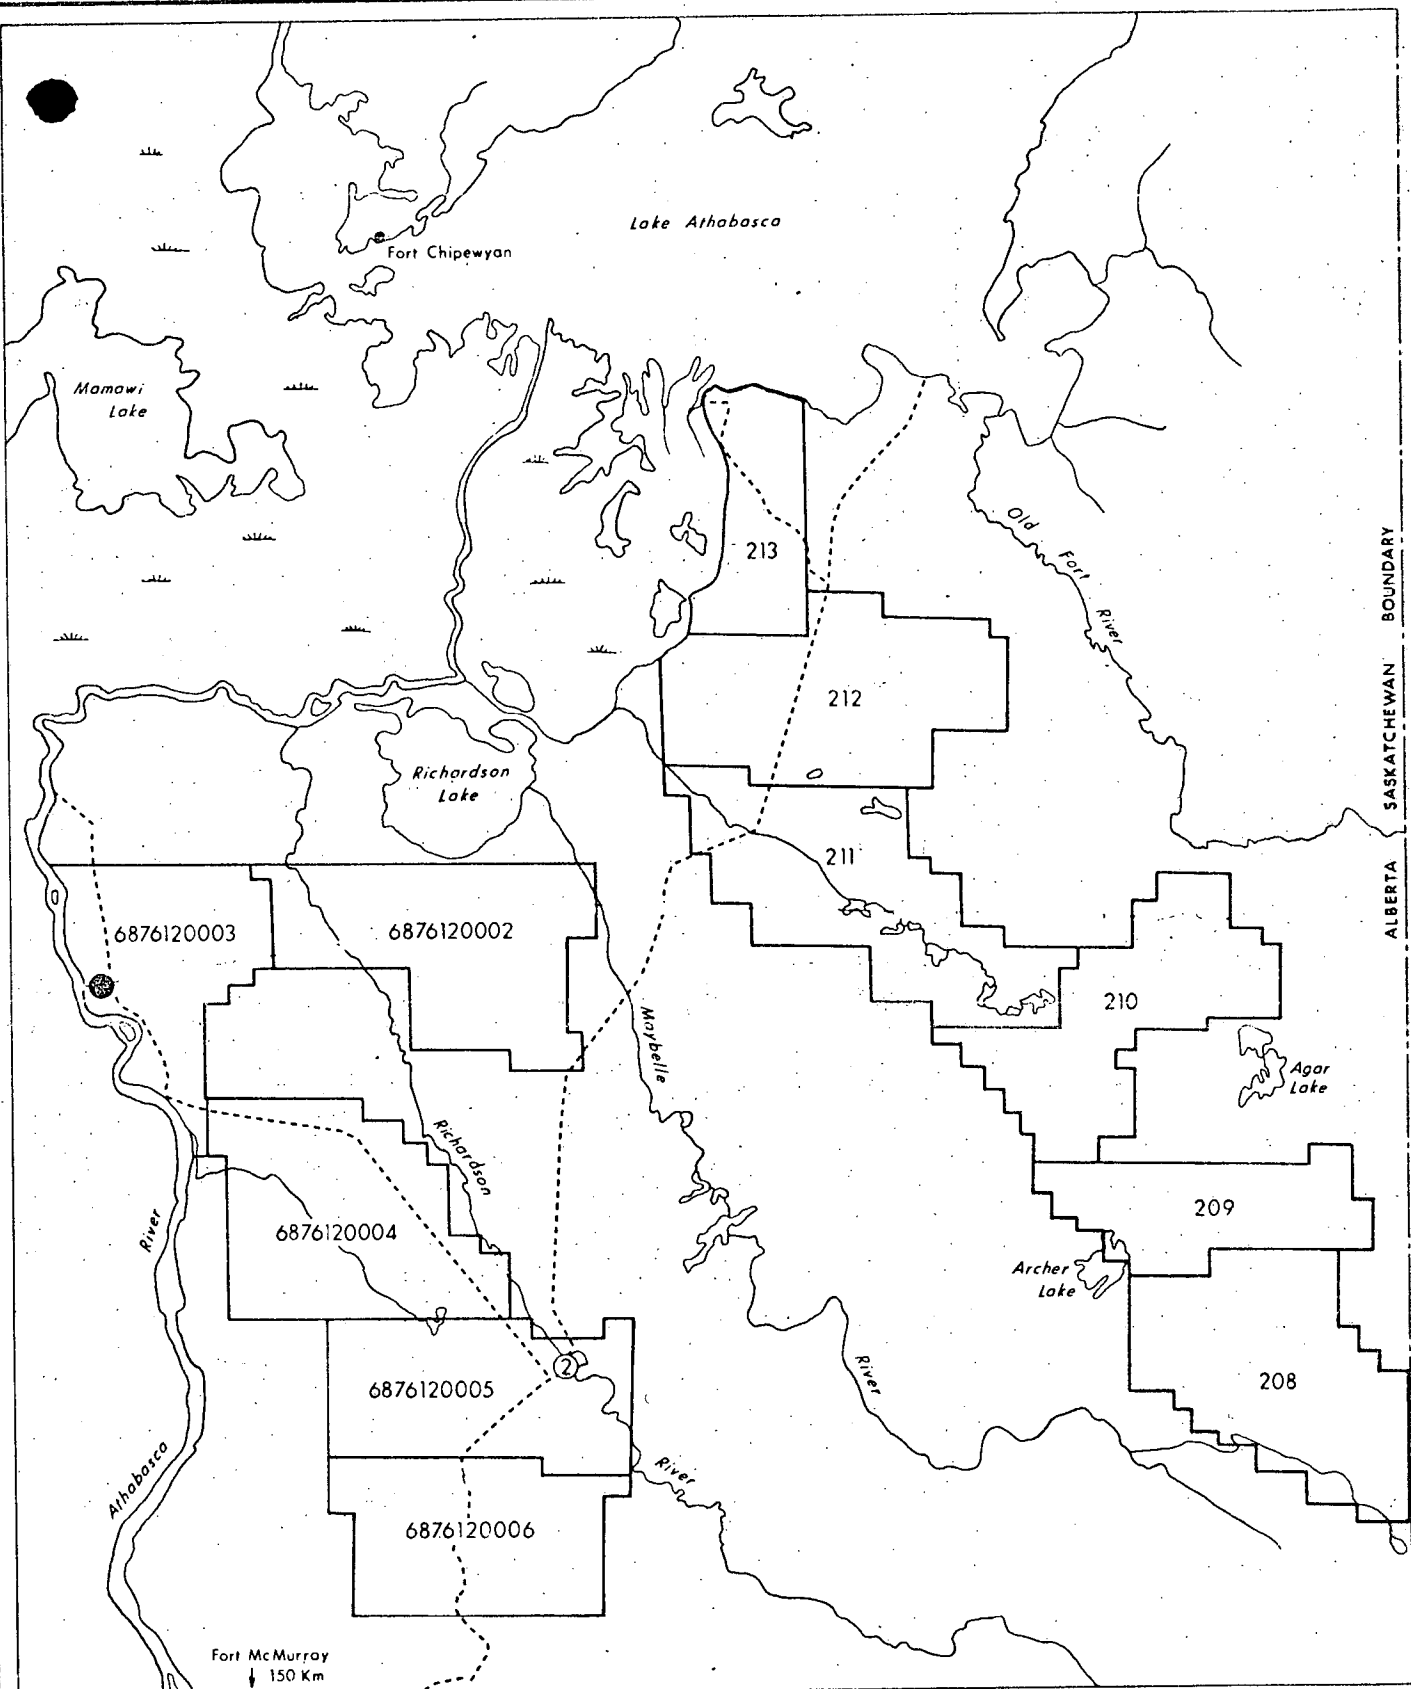 Lake Athabasca
Fort Chipewyan
Mamawi
Lake
213
Old Fort River
212
Richardson
Lake
211
ALBERTA SASKATCHEWAN BOUNDARY
6876120003
6876120002
210
Maybelle
Agar
Lake
Richardson
209
River
6876120004
Archer
Lake
2
River
6876120005
208
Athabasca
River
6876120006
Fort McMurray
150 Km